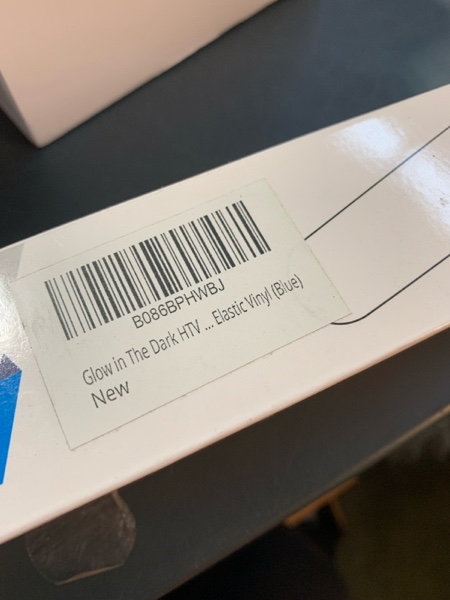 B086BPHWBJ
Glow in The Dark HTV ... Elastic Vinyl (Blue)
New